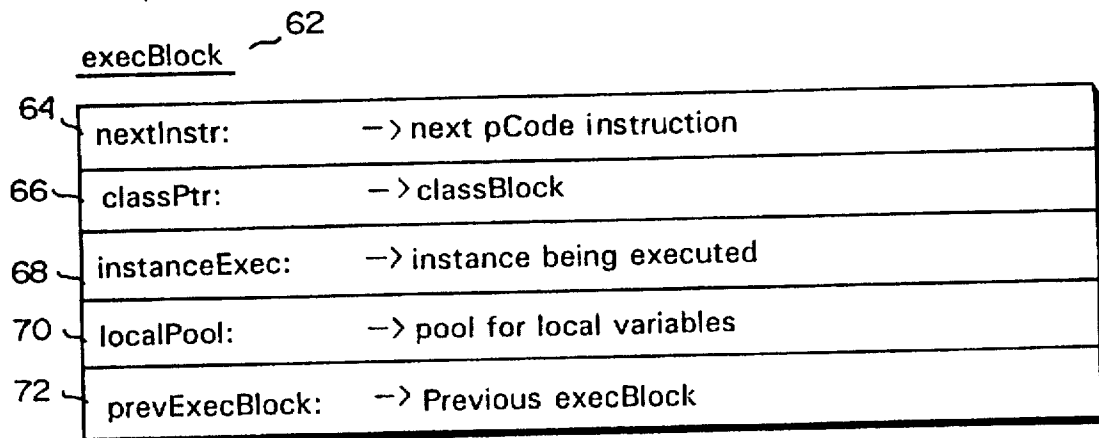 62
execBlock
64 nextInstr: -> next pCode instruction
66 classPtr: -> classBlock
68 instanceExec: -> instance being executed
70 localPool: -> pool for local variables
72 prevExecBlock: -> Previous execBlock